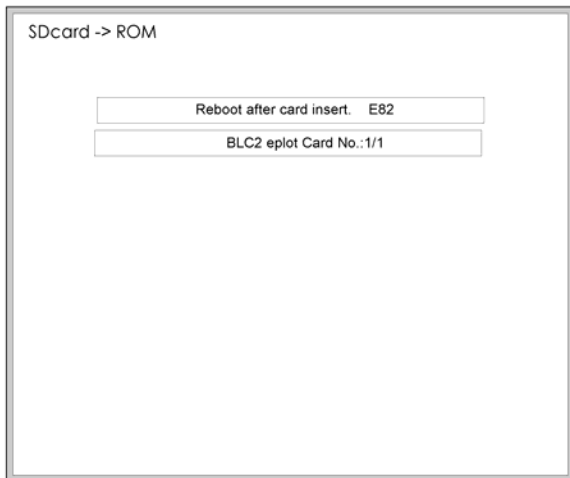 SDcard -> ROM
Reboot after card insert. E82
BLC2 eplot Card No.:1/1